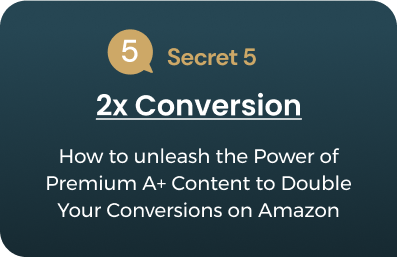 5
Secret 5
2x Conversion
How to unleash the Power of
Premium A+ Content to Double
Your Conversions on Amazon